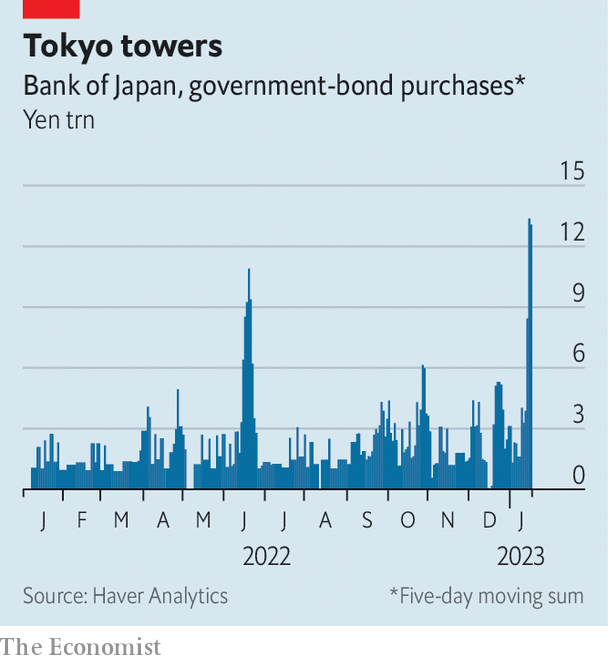 Tokyo towers
Bank of Japan, government-bond purchases*
Yen trn
15
12
9
6
3
0
J F M A M J J A S O N D J
2022 2023
Source: Haver Analytics *Five-day moving sum
The Economist